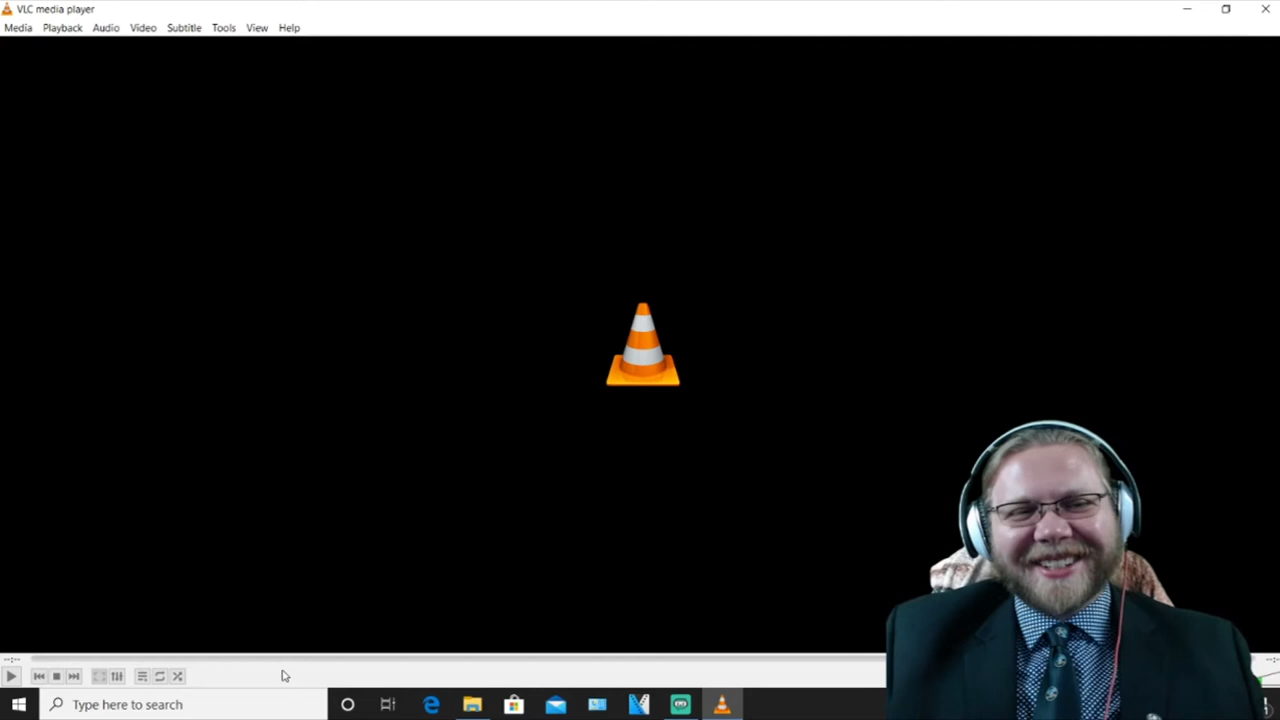 VLC media player
Media Playback Audio Video Subtitle Tools View Help
--:-- --:--
Type here to search